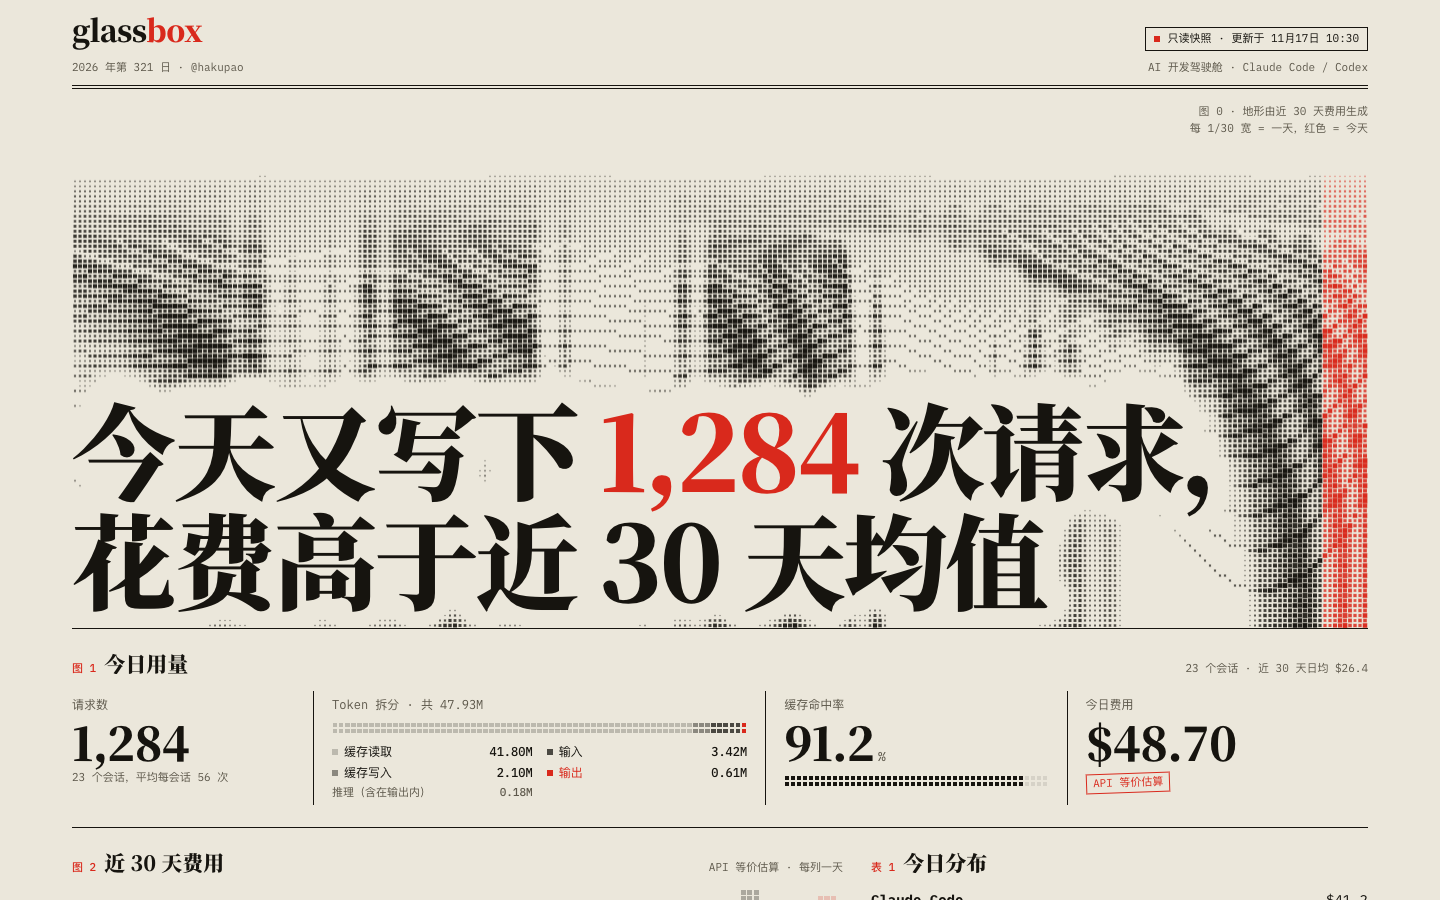 glassbox
只读快照 · 更新于 11月17日 10:30
2026 年第 321 日 · @hakupao
AI 开发驾驶舱 · Claude Code / Codex
图 0 · 地形由近 30 天费用生成
每 1/30 宽 = 一天，红色 = 今天
今天又写下 1,284 次请求，
花费高于近 30 天均值
图 1 今日用量
23 个会话 · 近 30 天日均 $26.4
请求数
1,284
23 个会话，平均每会话 56 次
Token 拆分 · 共 47.93M
缓存读取 41.80M
输入 3.42M
缓存写入 2.10M
输出 0.61M
推理（含在输出内） 0.18M
缓存命中率
91.2%
今日费用
$48.70
API 等价估算
图 2 近 30 天费用
API 等价估算 · 每列一天
表 1 今日分布
Claude Code